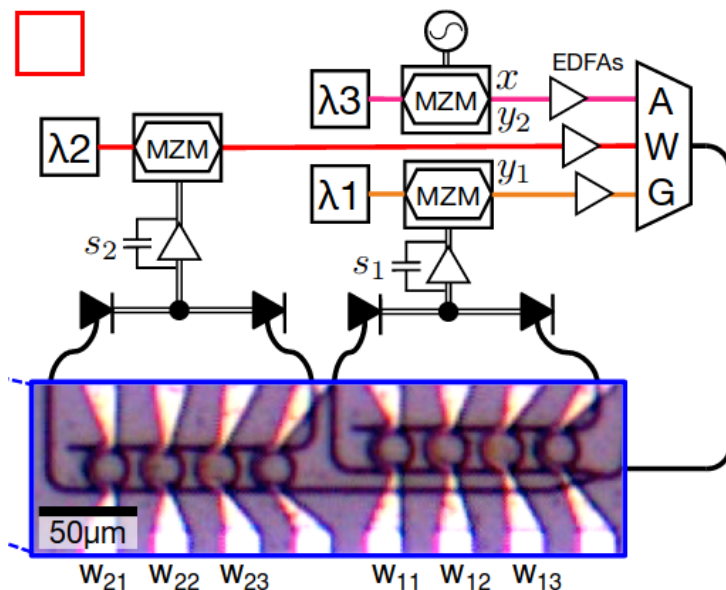 EDFAs
λ3 MZM x A
y₂
λ2 MZM W
λ1 MZM y₁ G
s₂ s₁
50µm
w₂₁ w₂₂ w₂₃ w₁₁ w₁₂ w₁₃